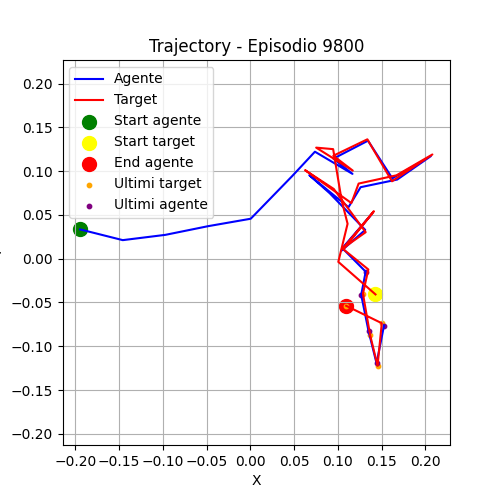 Trajectory - Episodio 9800
Agente
Target
Start agente
Start target
End agente
Ultimi target
Ultimi agente
0.20
0.15
0.10
0.05
0.00
−0.05
−0.10
−0.15
−0.20
−0.20 −0.15 −0.10 −0.05 0.00 0.05 0.10 0.15 0.20
X